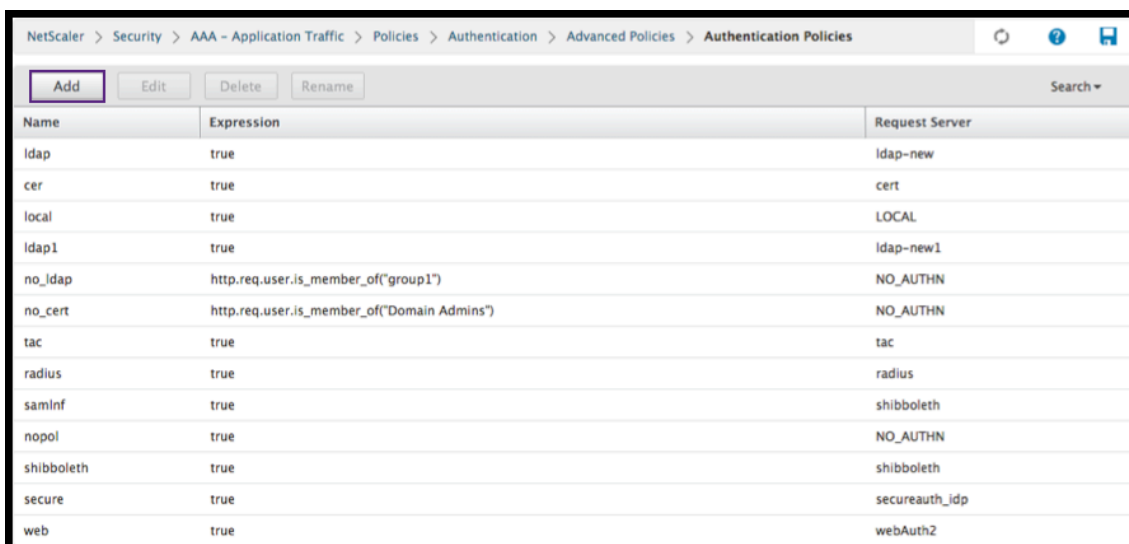 NetScaler > Security > AAA - Application Traffic > Policies > Authentication > Advanced Policies > Authentication Policies
Add Edit Delete Rename Search
Name Expression Request Server
ldap true ldap-new
cer true cert
local true LOCAL
ldap1 true ldap-new1
no_ldap http.req.user.is_member_of("group1") NO_AUTHN
no_cert http.req.user.is_member_of("Domain Admins") NO_AUTHN
tac true tac
radius true radius
samlnf true shibboleth
nopol true NO_AUTHN
shibboleth true shibboleth
secure true secureauth_idp
web true webAuth2